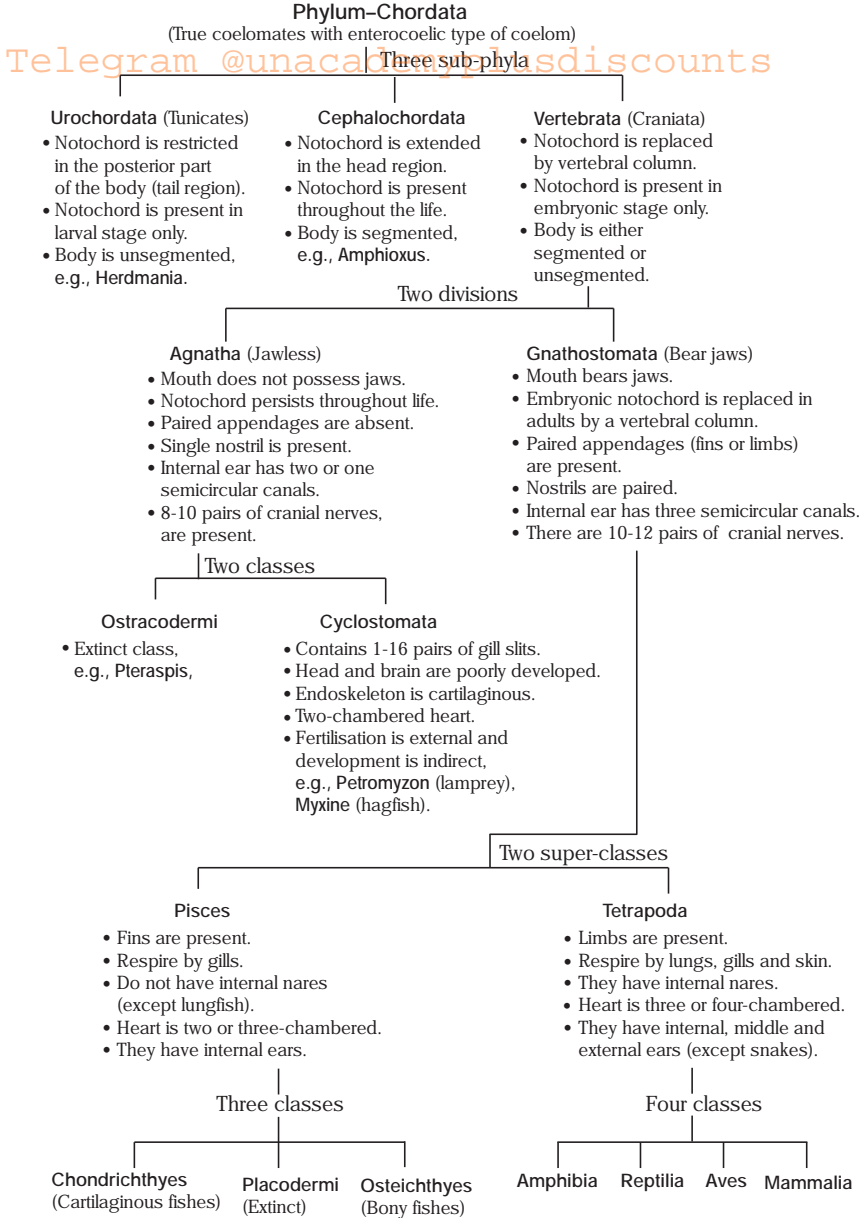 Phylum–Chordata
(True coelomates with enterocoelic type of coelom)
Telegram @unacademyplusdiscounts
Three sub-phyla
Urochordata (Tunicates)
• Notochord is restricted
in the posterior part
of the body (tail region).
• Notochord is present in
larval stage only.
• Body is unsegmented,
e.g., Herdmania.
Cephalochordata
• Notochord is extended
in the head region.
• Notochord is present
throughout the life.
• Body is segmented,
e.g., Amphioxus.
Vertebrata (Craniata)
• Notochord is replaced
by vertebral column.
• Notochord is present in
embryonic stage only.
• Body is either
segmented or
unsegmented.
Two divisions
Agnatha (Jawless)
• Mouth does not possess jaws.
• Notochord persists throughout life.
• Paired appendages are absent.
• Single nostril is present.
• Internal ear has two or one
semicircular canals.
• 8-10 pairs of cranial nerves,
are present.
Gnathostomata (Bear jaws)
• Mouth bears jaws.
• Embryonic notochord is replaced in
adults by a vertebral column.
• Paired appendages (fins or limbs)
are present.
• Nostrils are paired.
• Internal ear has three semicircular canals.
• There are 10-12 pairs of cranial nerves.
Two classes
Ostracodermi
• Extinct class,
e.g., Pteraspis,
Cyclostomata
• Contains 1-16 pairs of gill slits.
• Head and brain are poorly developed.
• Endoskeleton is cartilaginous.
• Two-chambered heart.
• Fertilisation is external and
development is indirect,
e.g., Petromyzon (lamprey),
Myxine (hagfish).
Two super-classes
Pisces
• Fins are present.
• Respire by gills.
• Do not have internal nares
(except lungfish).
• Heart is two or three-chambered.
• They have internal ears.
Tetrapoda
• Limbs are present.
• Respire by lungs, gills and skin.
• They have internal nares.
• Heart is three or four-chambered.
• They have internal, middle and
external ears (except snakes).
Three classes
Chondrichthyes
(Cartilaginous fishes)
Placodermi
(Extinct)
Osteichthyes
(Bony fishes)
Four classes
Amphibia Reptilia Aves Mammalia